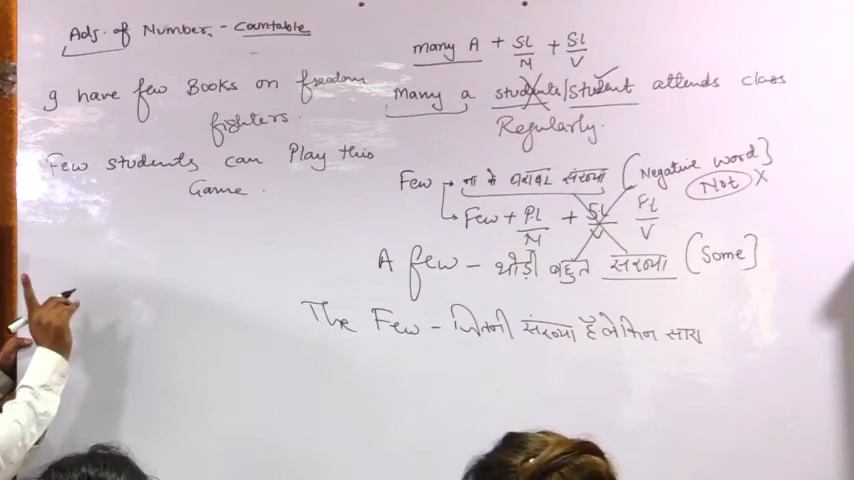 Adj. of Number - Countable
I have few Books on freedom
fighters.
Few students can Play this
Game.
many A + SL/N + SL/V
many a students/student attends class
Regularly.
Few → ना के बराबर संख्या (Negative word]
Not X
Few + PL/N + SL/V PL/V
A few - थोड़ी बहुत संख्या (Some]
The Few - जितनी संख्या है लेकिन सारा